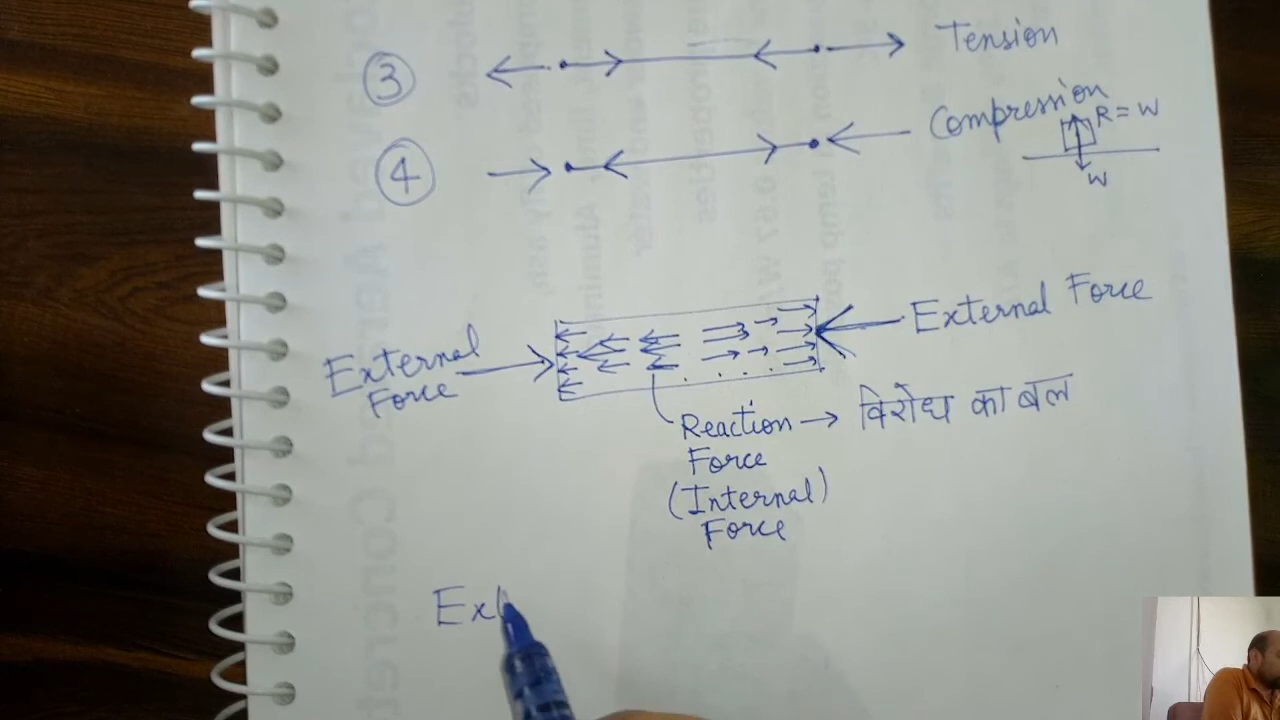 ③ Tension
④ Compression
R = W
W
External Force
External
Force
Reaction → विरोध का बल
Force
(Internal)
Force
Ex